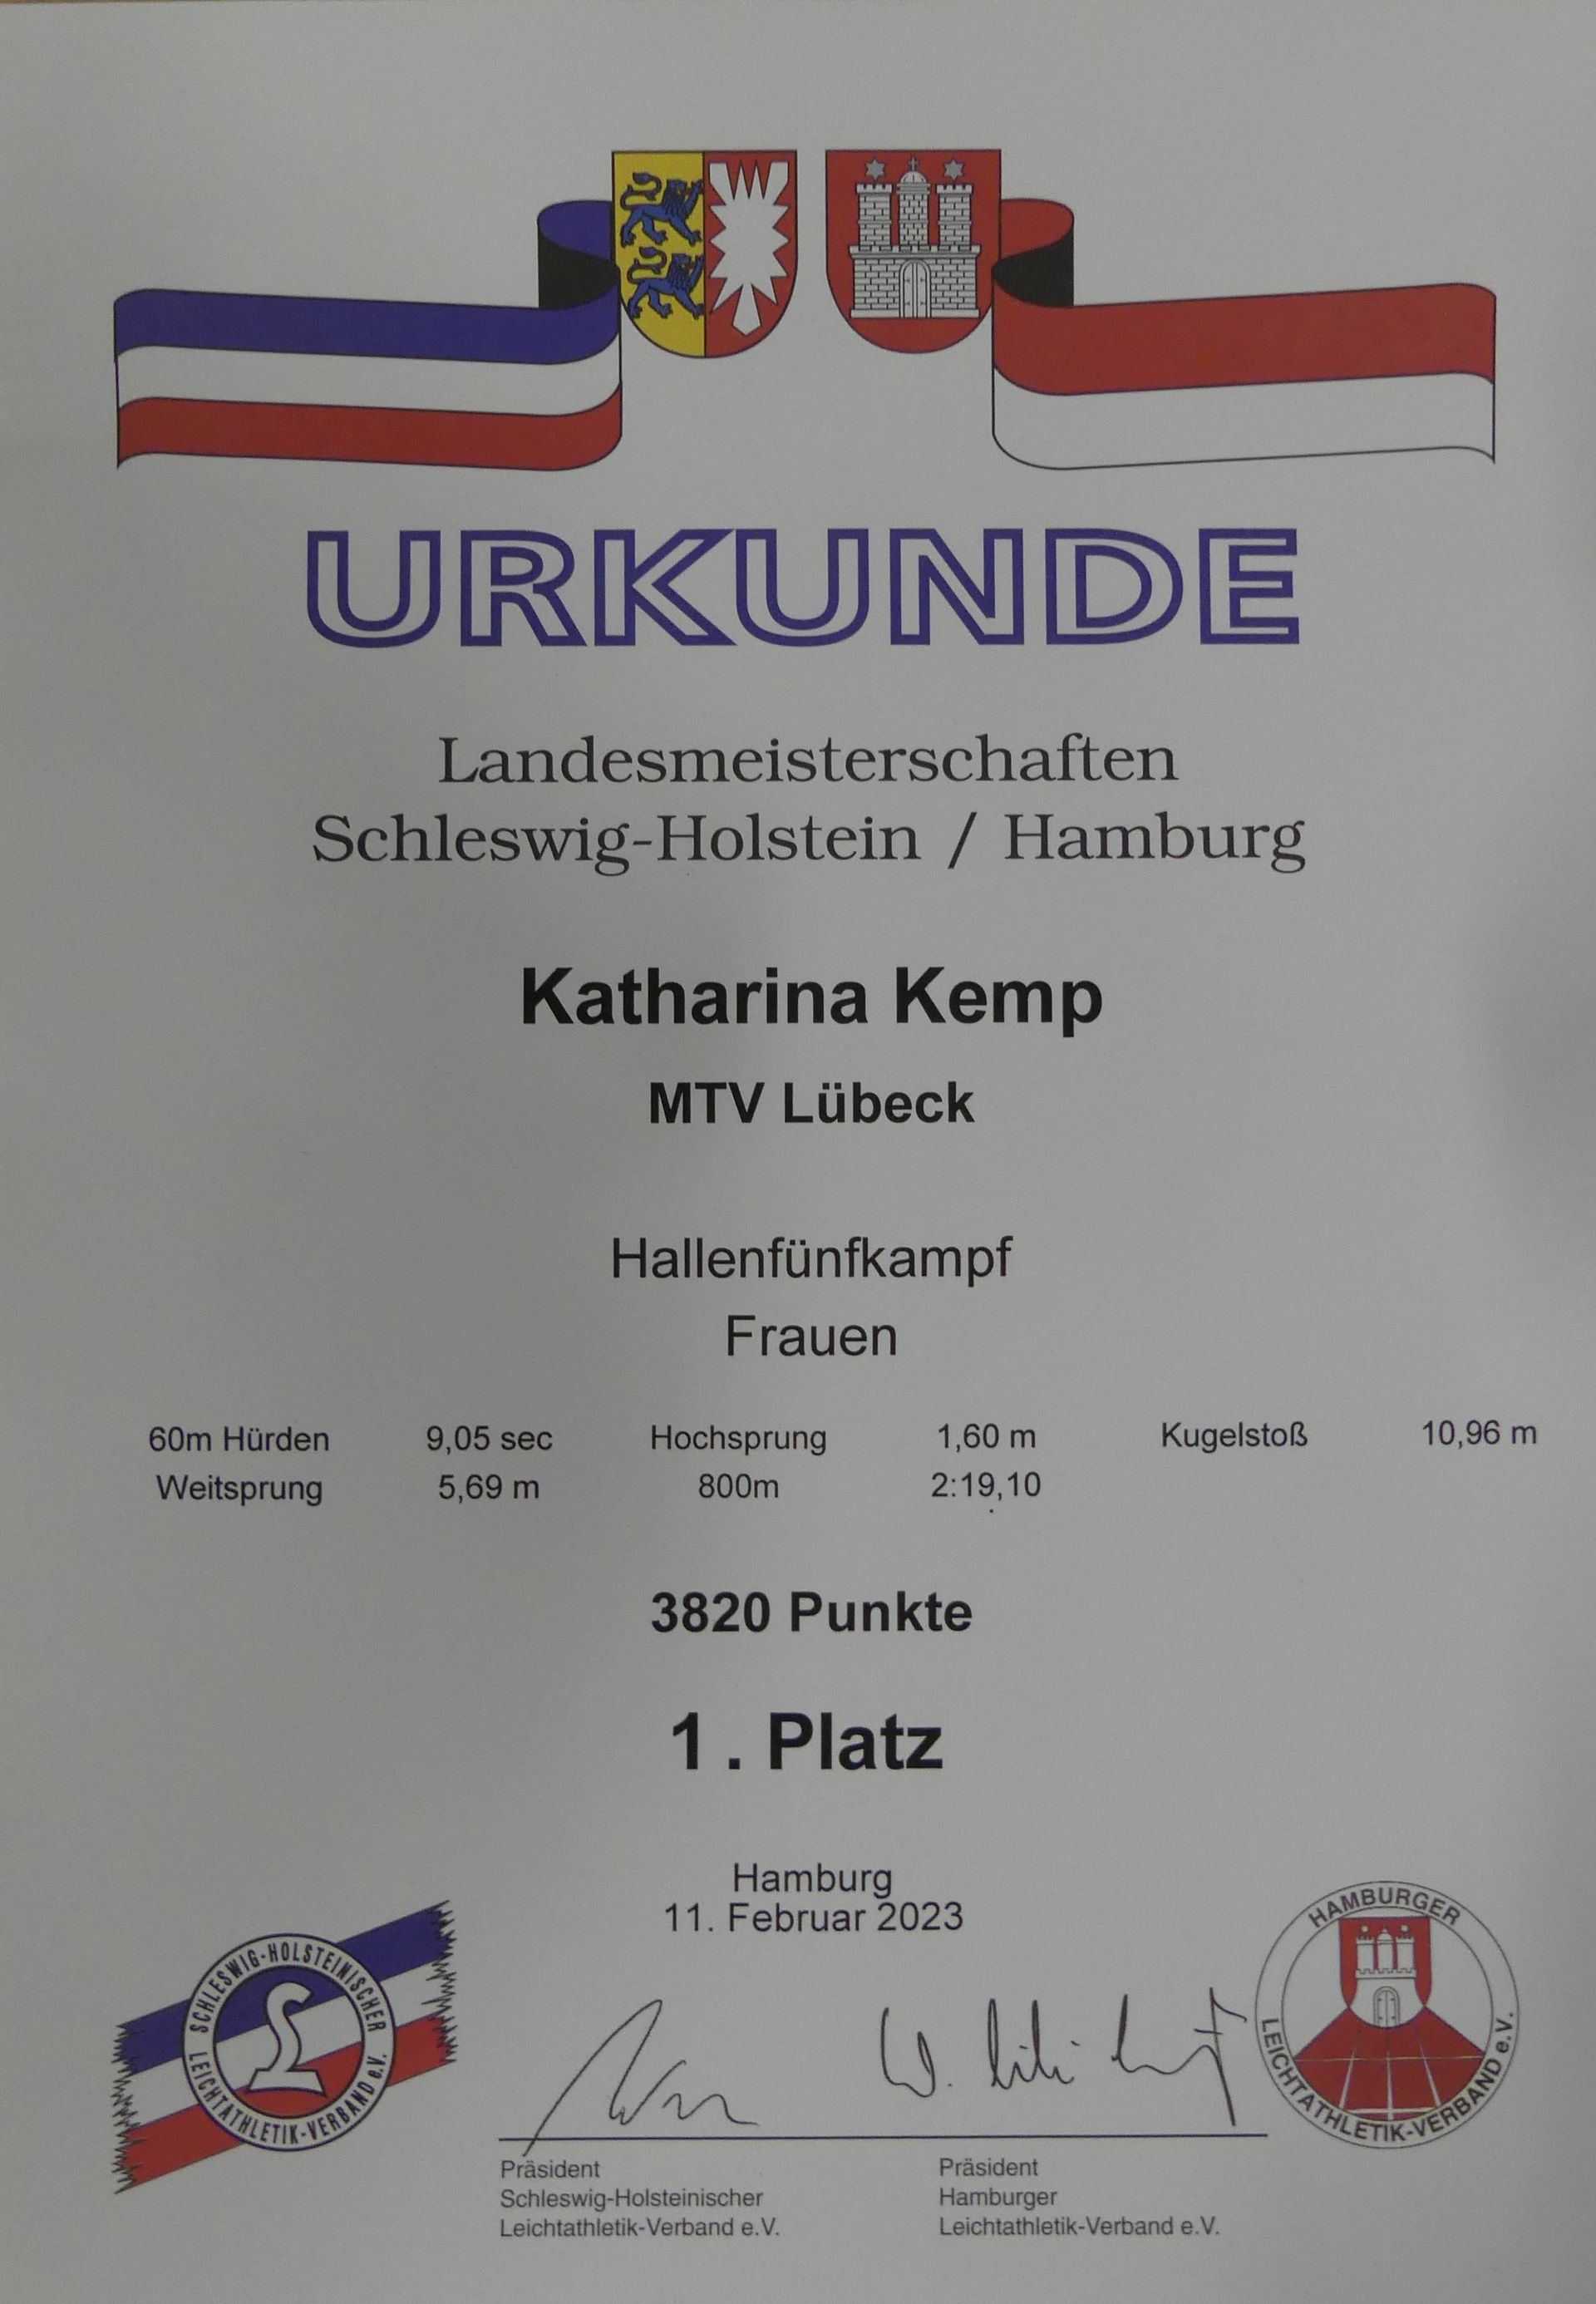 URKUNDE
Landesmeisterschaften
Schleswig-Holstein / Hamburg
Katharina Kemp
MTV Lübeck
Hallenfünfkampf
Frauen
60m Hürden 9,05 sec Hochsprung 1,60 m Kugelstoß 10,96 m
Weitsprung 5,69 m 800m 2:19,10
3820 Punkte
1 . Platz
Hamburg
11. Februar 2023
SCHLESWIG-HOLSTEINISCHER
LEICHTATHLETIK-VERBAND e.V.
HAMBURGER
LEICHTATHLETIK-VERBAND e.V.
Präsident
Schleswig-Holsteinischer
Leichtathletik-Verband e.V.
Präsident
Hamburger
Leichtathletik-Verband e.V.